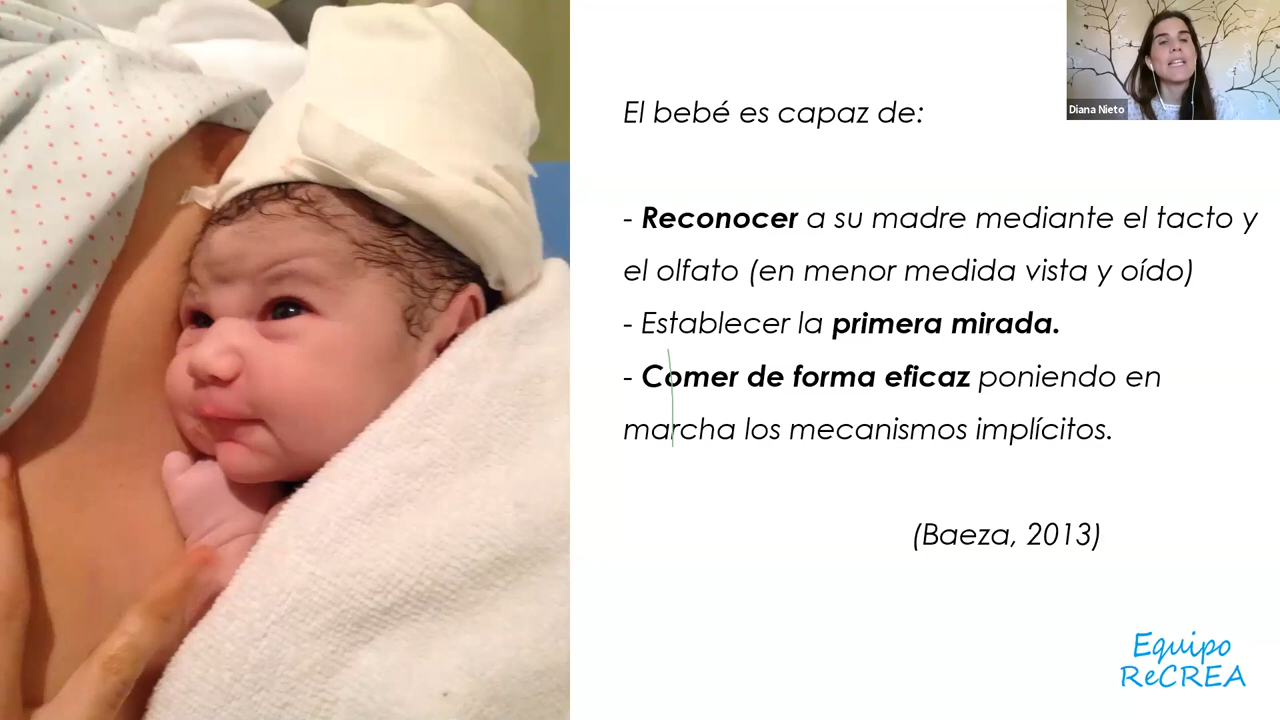 El bebé es capaz de:
- Reconocer a su madre mediante el tacto y
el olfato (en menor medida vista y oído)
- Establecer la primera mirada.
- Comer de forma eficaz poniendo en
marcha los mecanismos implícitos.
(Baeza, 2013)
Diana Nieto
Equipo
ReCREA